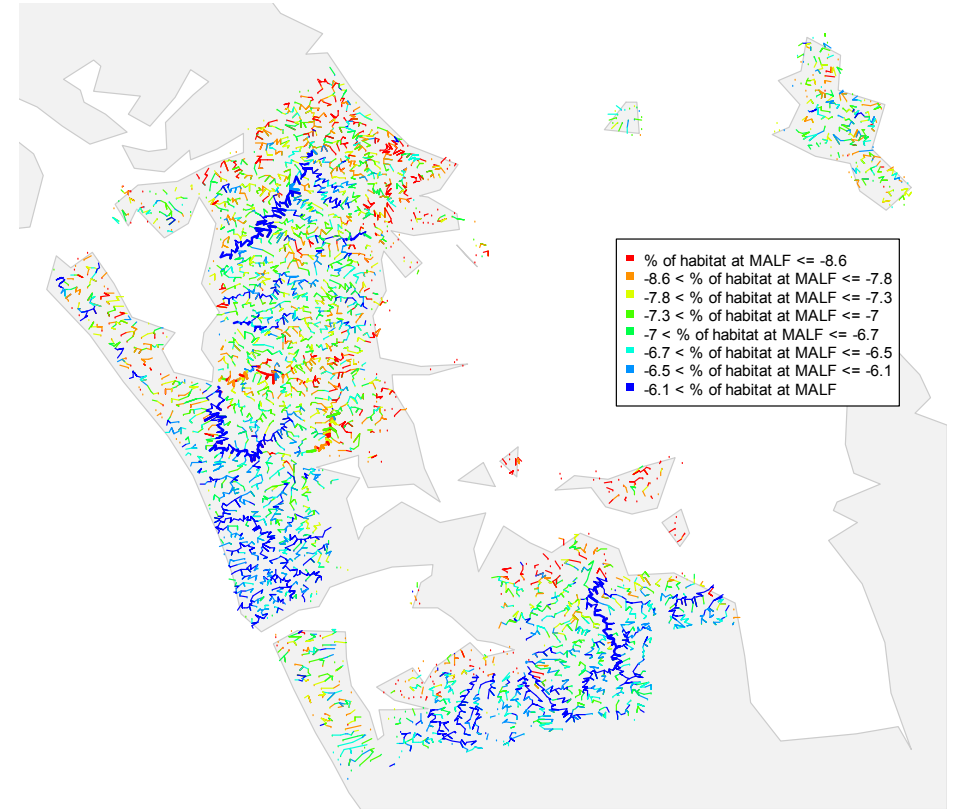 % of habitat at MALF <= -8.6
-8.6 < % of habitat at MALF <= -7.8
-7.8 < % of habitat at MALF <= -7.3
-7.3 < % of habitat at MALF <= -7
-7 < % of habitat at MALF <= -6.7
-6.7 < % of habitat at MALF <= -6.5
-6.5 < % of habitat at MALF <= -6.1
-6.1 < % of habitat at MALF